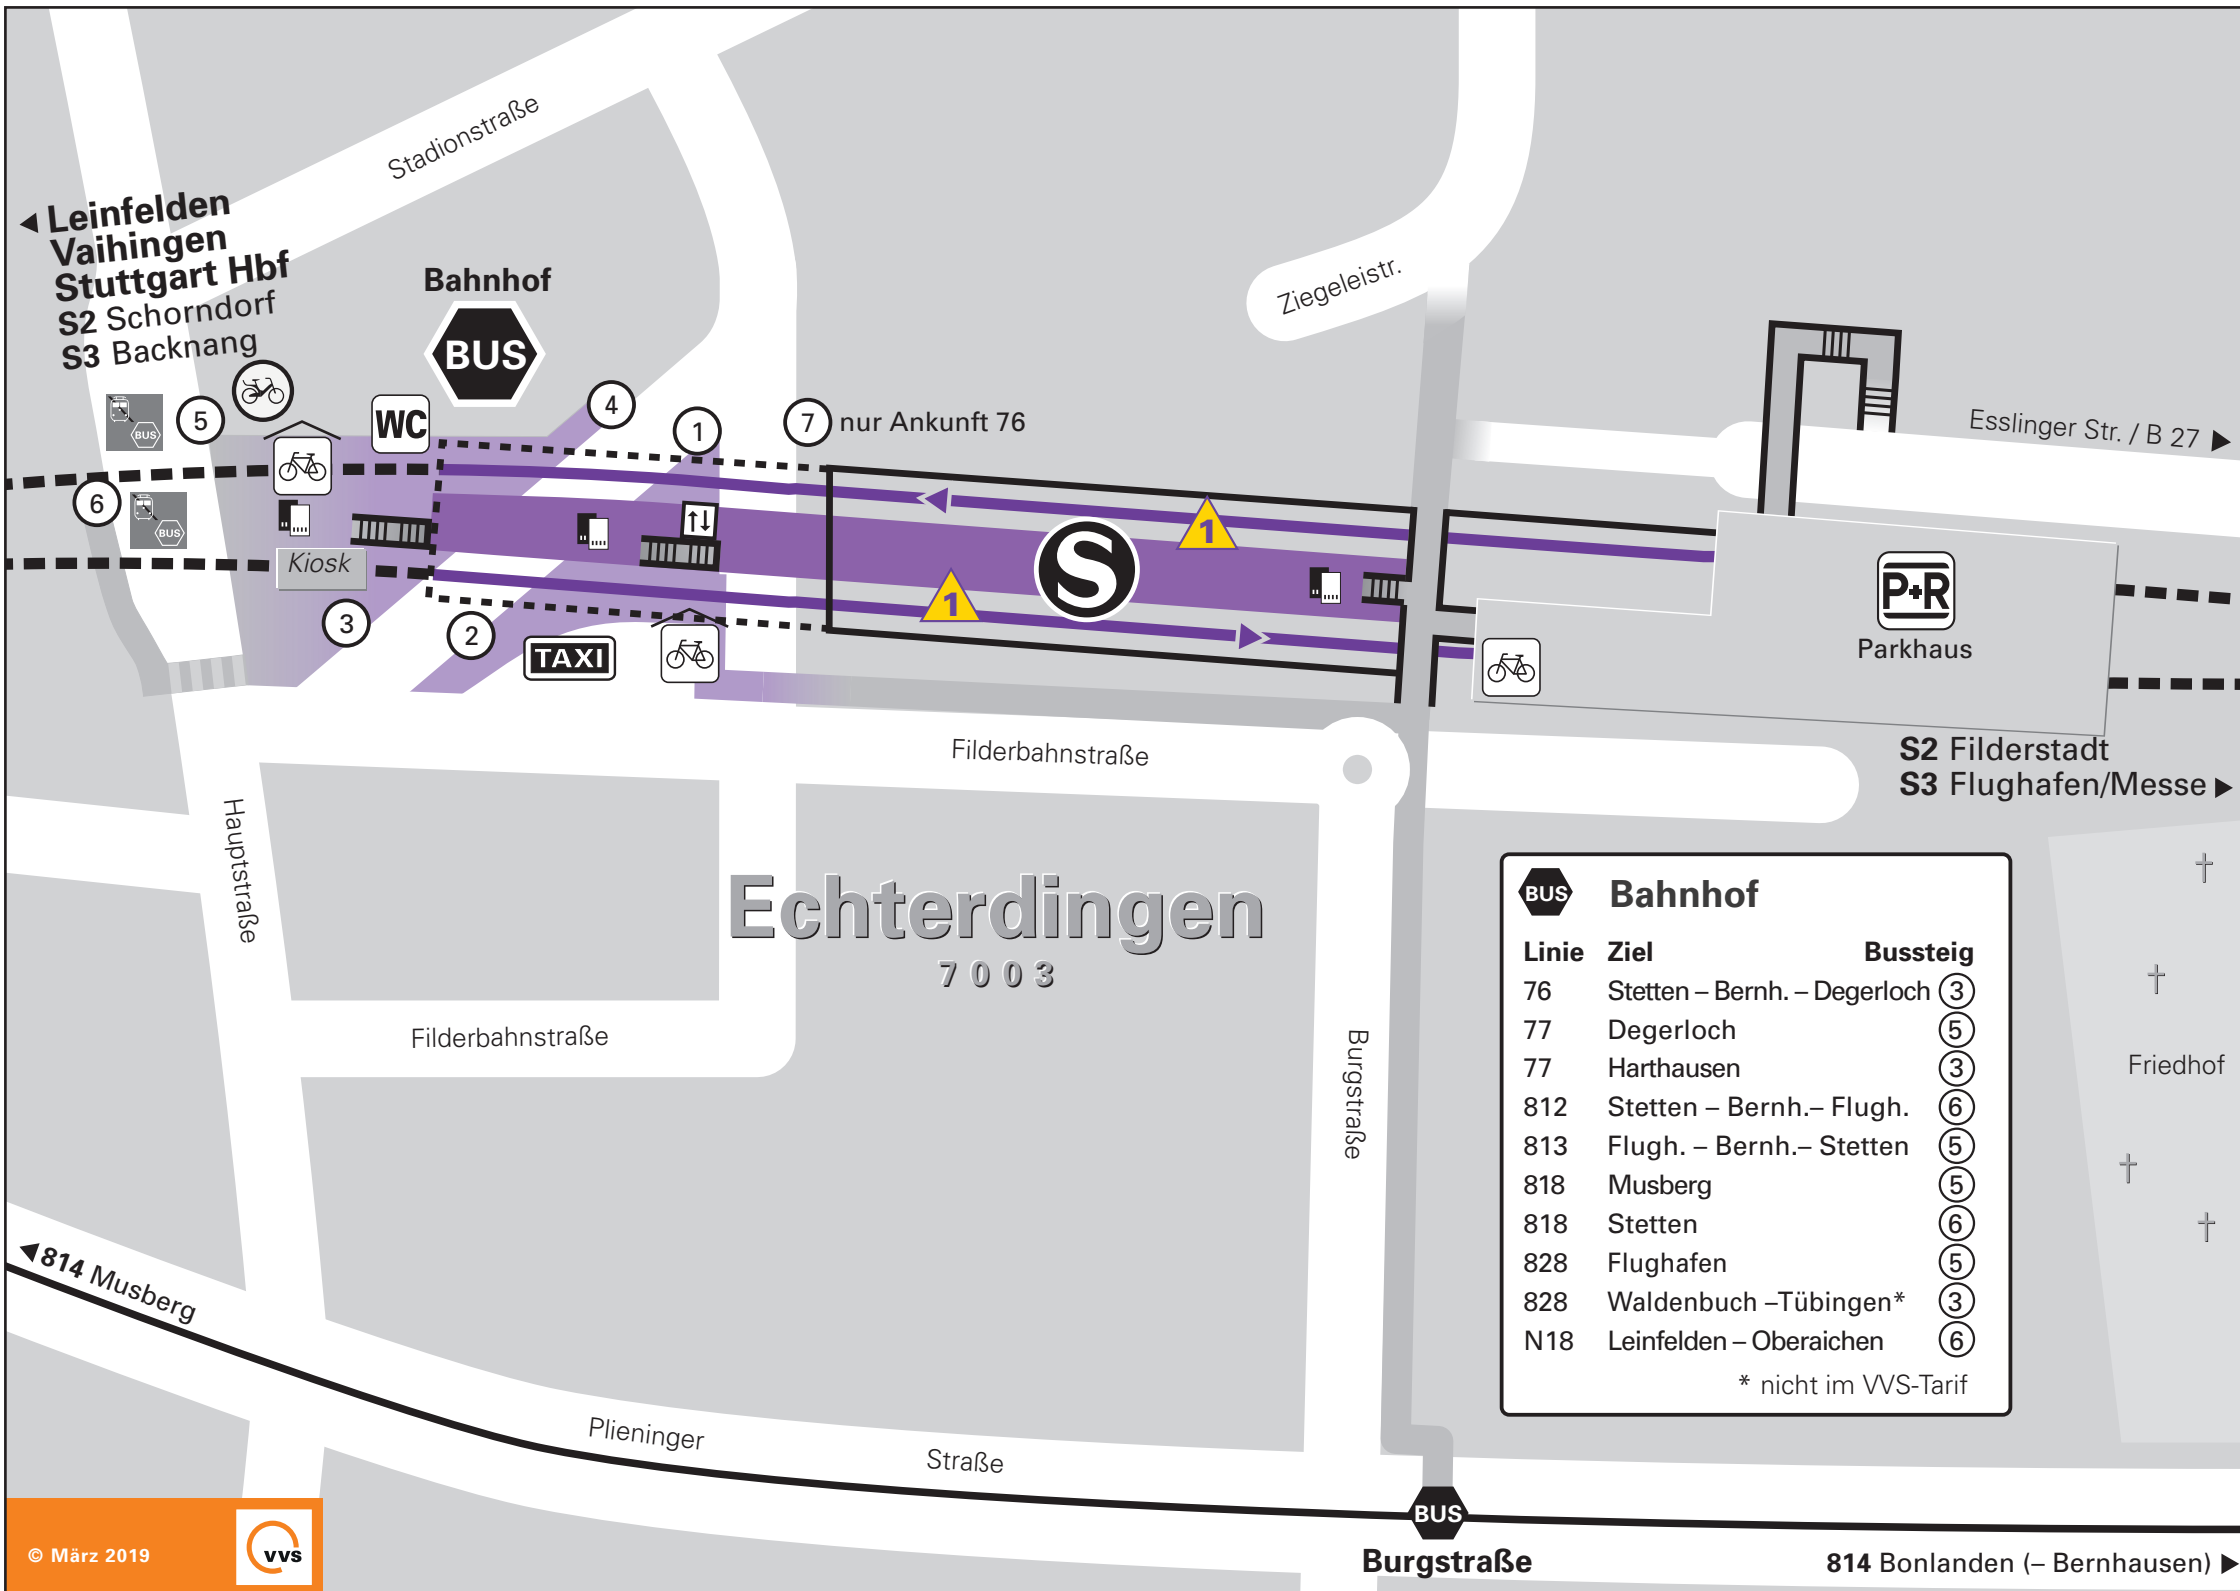 Stadionstraße
◀ Leinfelden
Vaihingen
Stuttgart Hbf
S2 Schorndorf
S3 Backnang
Bahnhof
BUS
Ziegeleistr.
Esslinger Str. / B 27 ▶
WC
4
5
1
7 nur Ankunft 76
BUS
6
BUS
Kiosk
3
2
TAXI
1
1
S
P+R
Parkhaus
S2 Filderstadt
S3 Flughafen/Messe ▶
Filderbahnstraße
Hauptstraße
Echterdingen
7003
Filderbahnstraße
Burgstraße
Friedhof
BUS Bahnhof
Linie Ziel Bussteig
76 Stetten – Bernh. – Degerloch 3
77 Degerloch 5
77 Harthausen 3
812 Stetten – Bernh.– Flugh. 6
813 Flugh. – Bernh.– Stetten 5
818 Musberg 5
818 Stetten 6
828 Flughafen 5
828 Waldenbuch –Tübingen* 3
N18 Leinfelden – Oberaichen 6
* nicht im VVS-Tarif
◀ 814 Musberg
Plieninger Straße
BUS
Burgstraße
814 Bonlanden (– Bernhausen) ▶
© März 2019
VVS